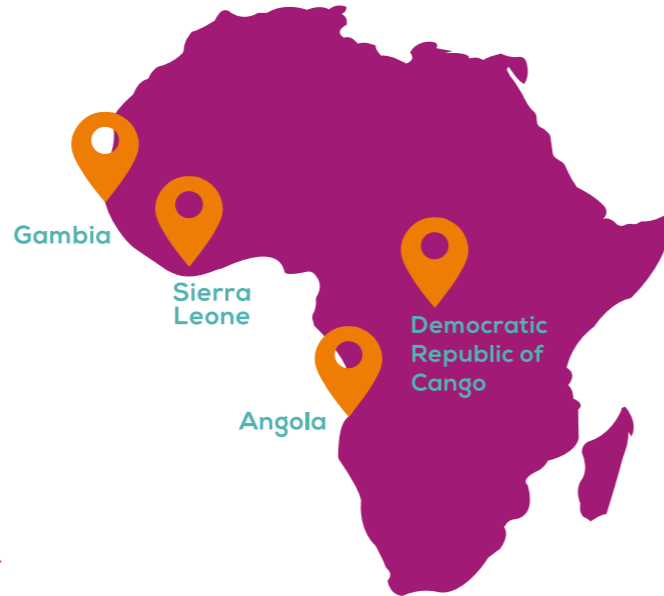 Gambia
Sierra
Leone
Democratic
Republic of
Cango
Angola